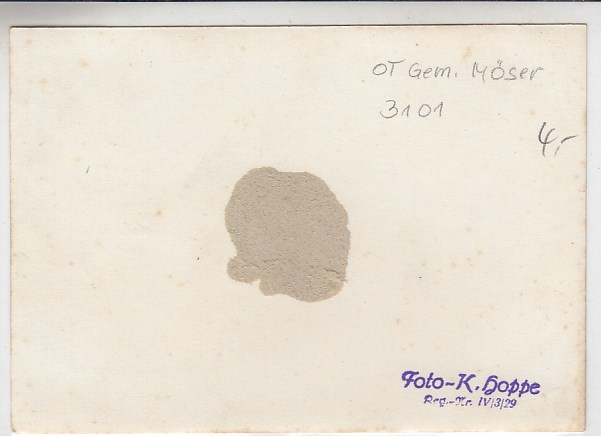 OT Gem. Möser
3101
4,-
Foto-K. Hoppe
Reg.-Nr. IV/3/29